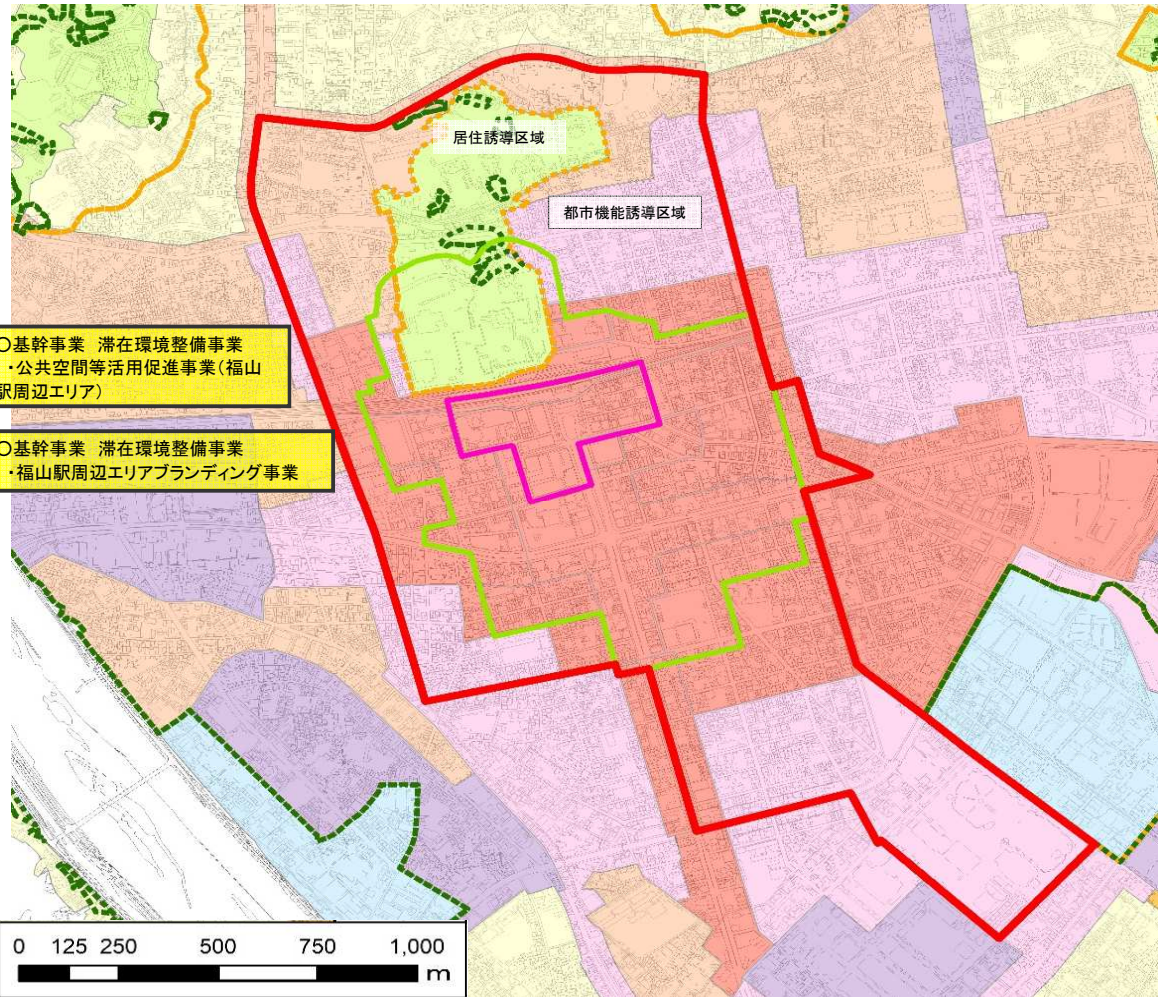 居住誘導区域
都市機能誘導区域
○基幹事業 滞在環境整備事業
・公共空間等活用促進事業(福山
駅周辺エリア)
○基幹事業 滞在環境整備事業
・福山駅周辺エリアブランディング事業
0 125 250 500 750 1,000
m